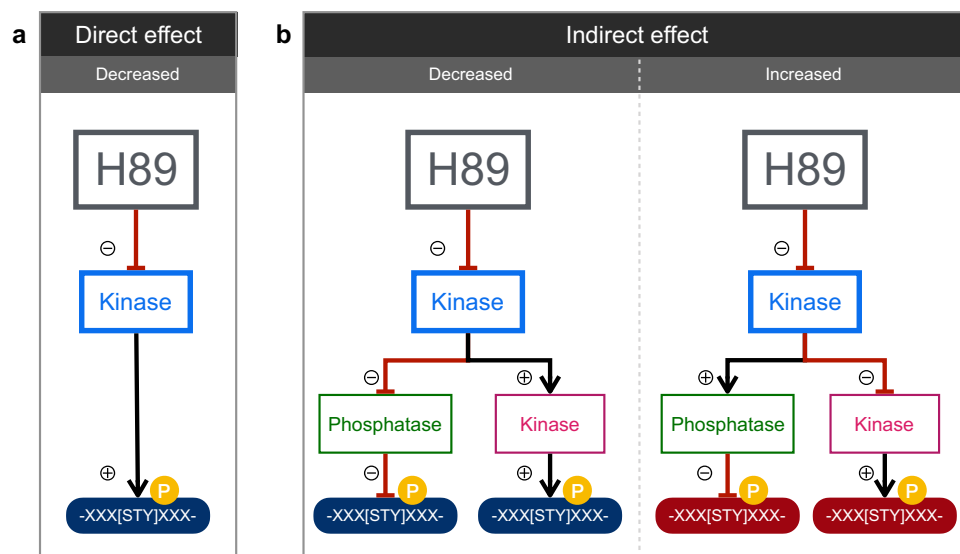 a
Direct effect
Decreased
H89
⊖
Kinase
⊕
P
-XXX[STY]XXX-
b
Indirect effect
Decreased
H89
⊖
Kinase
⊖
⊕
Phosphatase
Kinase
⊖
⊕
P
P
-XXX[STY]XXX-
-XXX[STY]XXX-
Increased
H89
⊖
Kinase
⊕
⊖
Phosphatase
Kinase
⊖
⊕
P
P
-XXX[STY]XXX-
-XXX[STY]XXX-